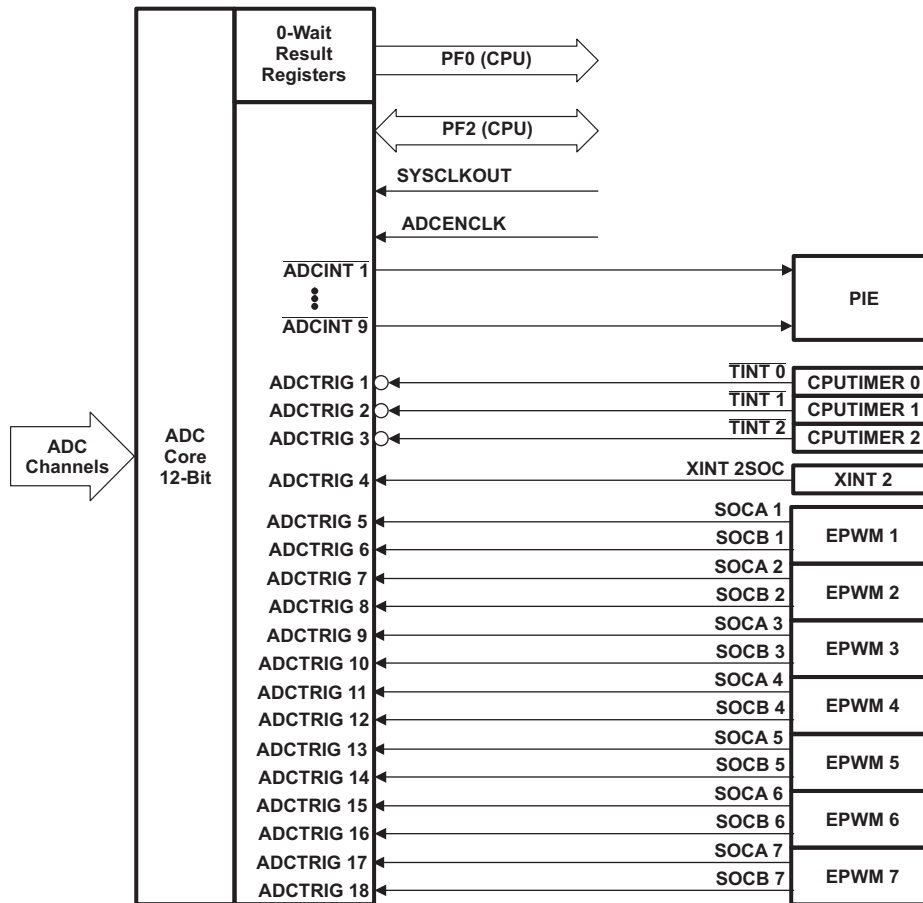 0-Wait
Result
Registers
PF0 (CPU)
PF2 (CPU)
SYSCLKOUT
ADCENCLK
ADCINT 1
ADCINT 9
PIE
ADCTRIG 1
TINT 0
CPUTIMER 0
ADCTRIG 2
TINT 1
CPUTIMER 1
ADCTRIG 3
TINT 2
CPUTIMER 2
ADC
Channels
ADC
Core
12-Bit
ADCTRIG 4
XINT 2SOC
XINT 2
ADCTRIG 5
SOCA 1
EPWM 1
ADCTRIG 6
SOCB 1
ADCTRIG 7
SOCA 2
EPWM 2
ADCTRIG 8
SOCB 2
ADCTRIG 9
SOCA 3
EPWM 3
ADCTRIG 10
SOCB 3
ADCTRIG 11
SOCA 4
EPWM 4
ADCTRIG 12
SOCB 4
ADCTRIG 13
SOCA 5
EPWM 5
ADCTRIG 14
SOCB 5
ADCTRIG 15
SOCA 6
EPWM 6
ADCTRIG 16
SOCB 6
ADCTRIG 17
SOCA 7
EPWM 7
ADCTRIG 18
SOCB 7